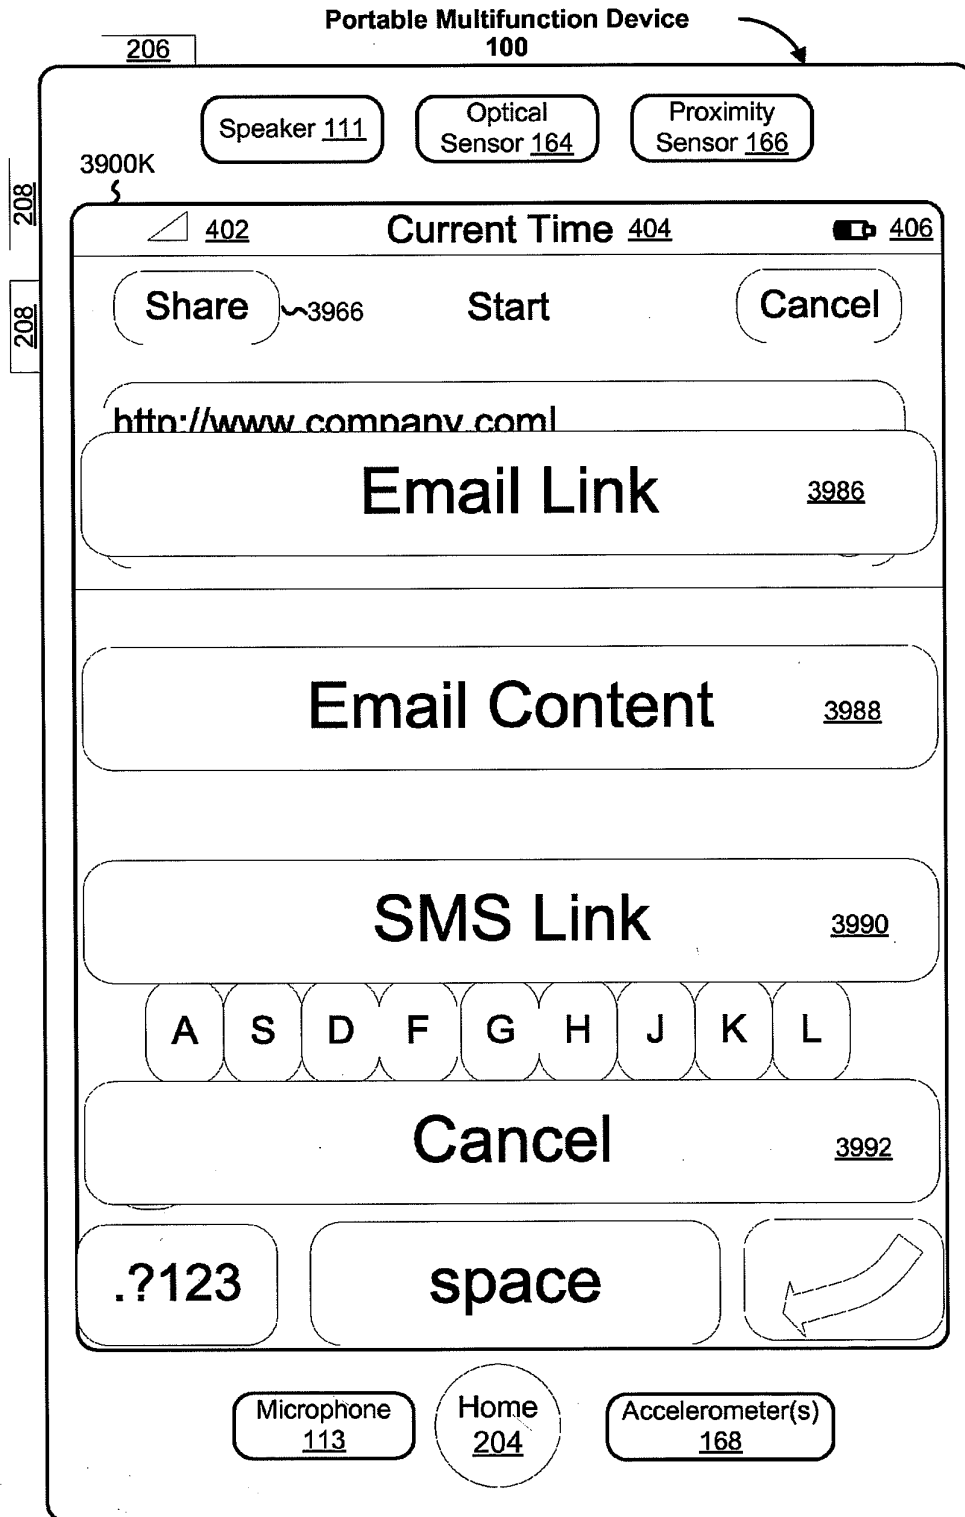 Portable Multifunction Device
100
206
Speaker 111
Optical
Sensor 164
Proximity
Sensor 166
3900K
208
402
Current Time 404
406
208
Share
3966
Start
Cancel
http://www.company.com
Email Link 3986
Email Content 3988
SMS Link 3990
A S D F G H J K L
Cancel 3992
.?123
space
Microphone
113
Home
204
Accelerometer(s)
168